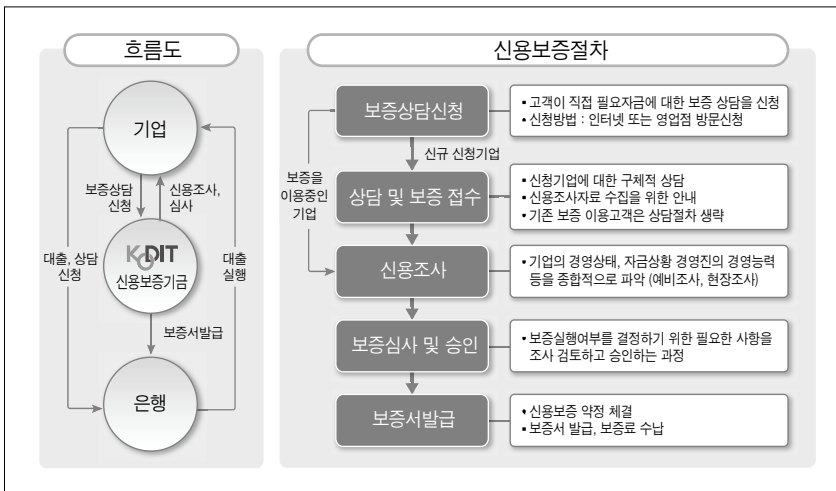 흐름도
기업
보증상담
신청
신용조사,
심사
대출, 상담
신청
KODIT
신용보증기금
대출
실행
보증서발급
은행
신용보증절차
보증상담신청
▪ 고객이 직접 필요자금에 대한 보증 상담을 신청
▪ 신청방법 : 인터넷 또는 영업점 방문신청
신규 신청기업
보증을
이용중인
기업
상담 및 보증 접수
▪ 신청기업에 대한 구체적 상담
▪ 신용조사자료 수집을 위한 안내
▪ 기존 보증 이용고객은 상담절차 생략
신용조사
▪ 기업의 경영상태, 자금상황 경영진의 경영능력
등을 종합적으로 파악 (예비조사, 현장조사)
보증심사 및 승인
▪ 보증실행여부를 결정하기 위한 필요한 사항을
조사 검토하고 승인하는 과정
보증서발급
♦ 신용보증 약정 체결
▪ 보증서 발급, 보증료 수납